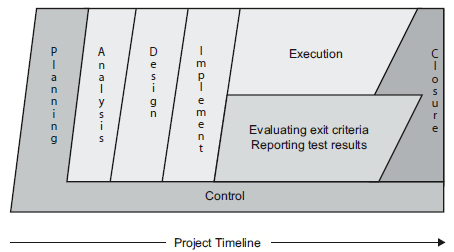 Planning
Analysis
Design
Implement
Execution
Closure
Evaluating exit criteria
Reporting test results
Control
Project Timeline